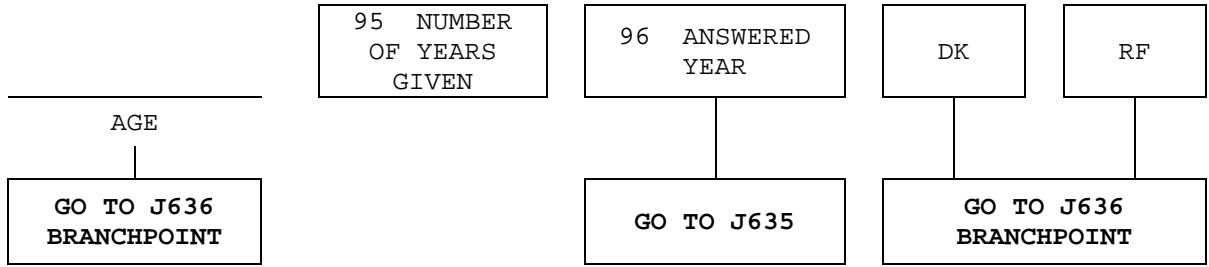 95 NUMBER
OF YEARS
GIVEN
96 ANSWERED
YEAR
DK
RF
AGE
GO TO J636
BRANCHPOINT
GO TO J635
GO TO J636
BRANCHPOINT